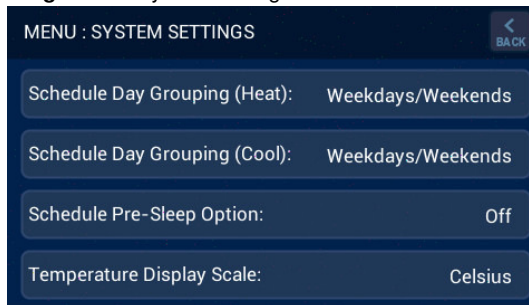 MENU : SYSTEM SETTINGS
BACK
Schedule Day Grouping (Heat): Weekdays/Weekends
Schedule Day Grouping (Cool): Weekdays/Weekends
Schedule Pre-Sleep Option: Off
Temperature Display Scale: Celsius